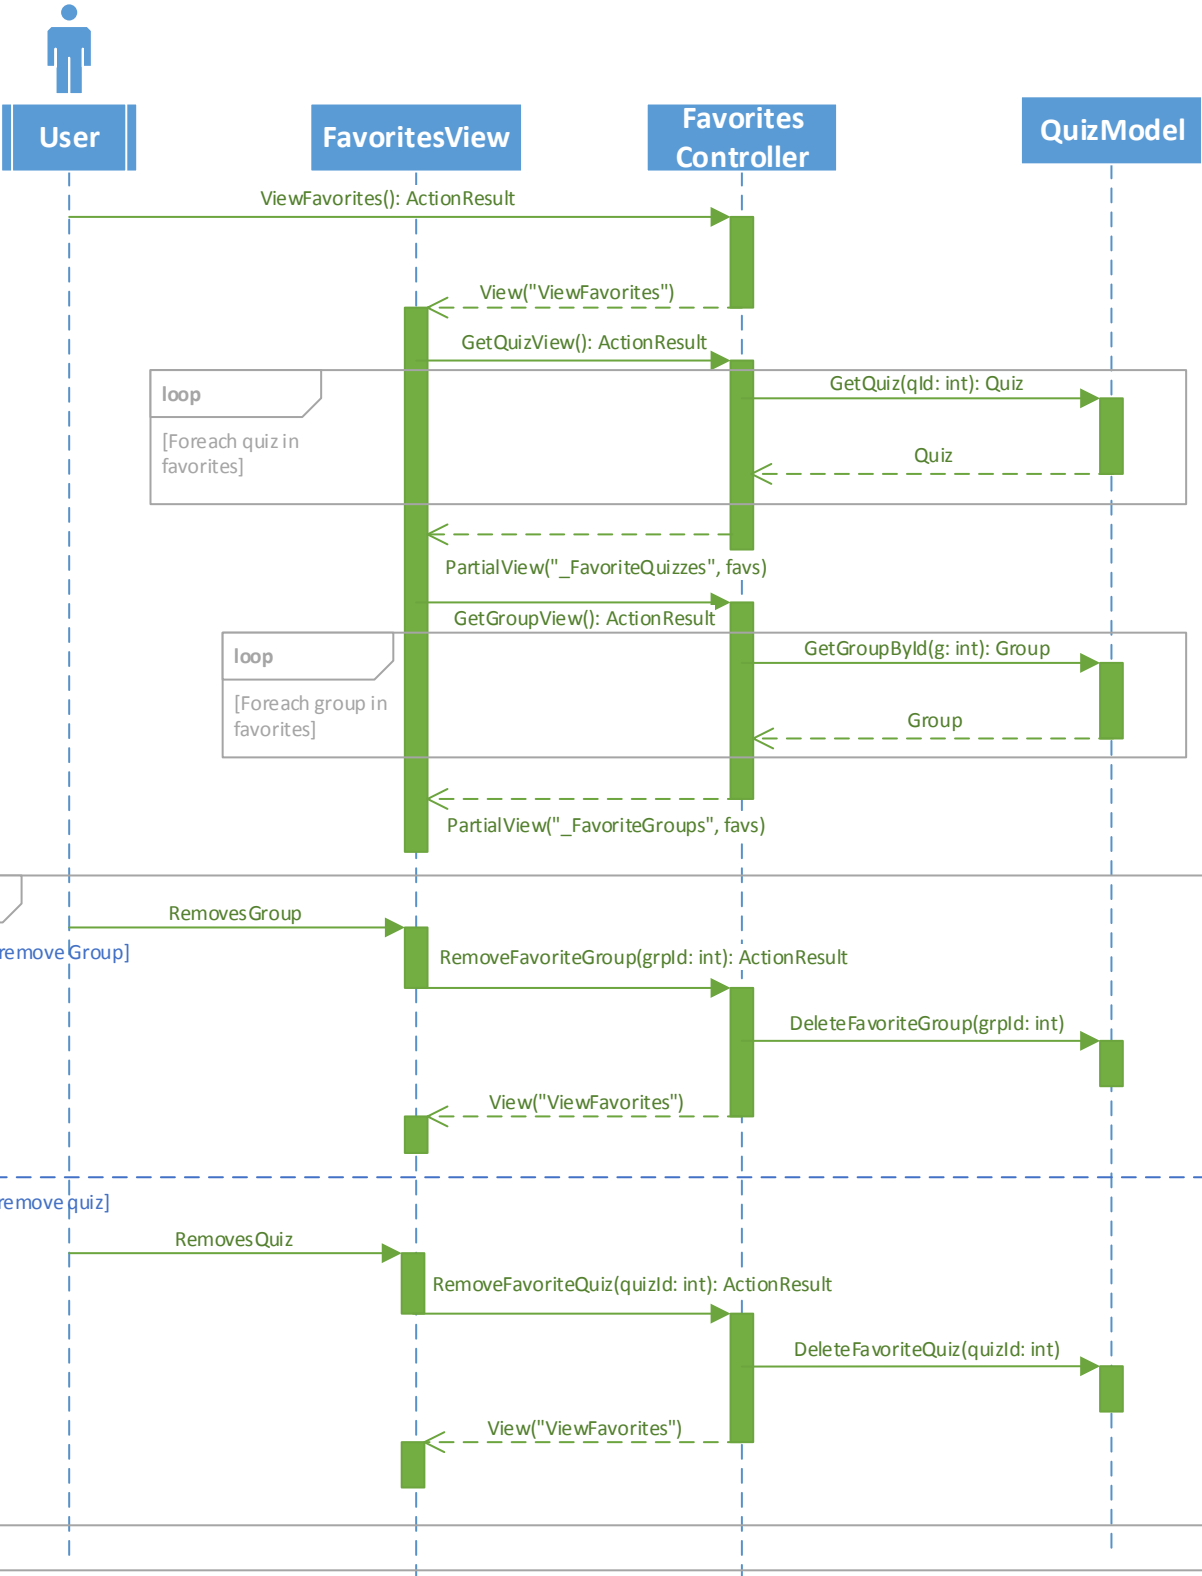 User
FavoritesView
Favorites
Controller
QuizModel
ViewFavorites(): ActionResult
View("ViewFavorites")
GetQuizView(): ActionResult
loop
GetQuiz(qId: int): Quiz
[Foreach quiz in
favorites]
Quiz
PartialView("_FavoriteQuizzes", favs)
GetGroupView(): ActionResult
loop
GetGroupById(g: int): Group
[Foreach group in
favorites]
Group
PartialView("_FavoriteGroups", favs)
RemovesGroup
remove Group]
RemoveFavoriteGroup(grpId: int): ActionResult
DeleteFavoriteGroup(grpId: int)
View("ViewFavorites")
remove quiz]
RemovesQuiz
RemoveFavoriteQuiz(quizId: int): ActionResult
DeleteFavoriteQuiz(quizId: int)
View("ViewFavorites")